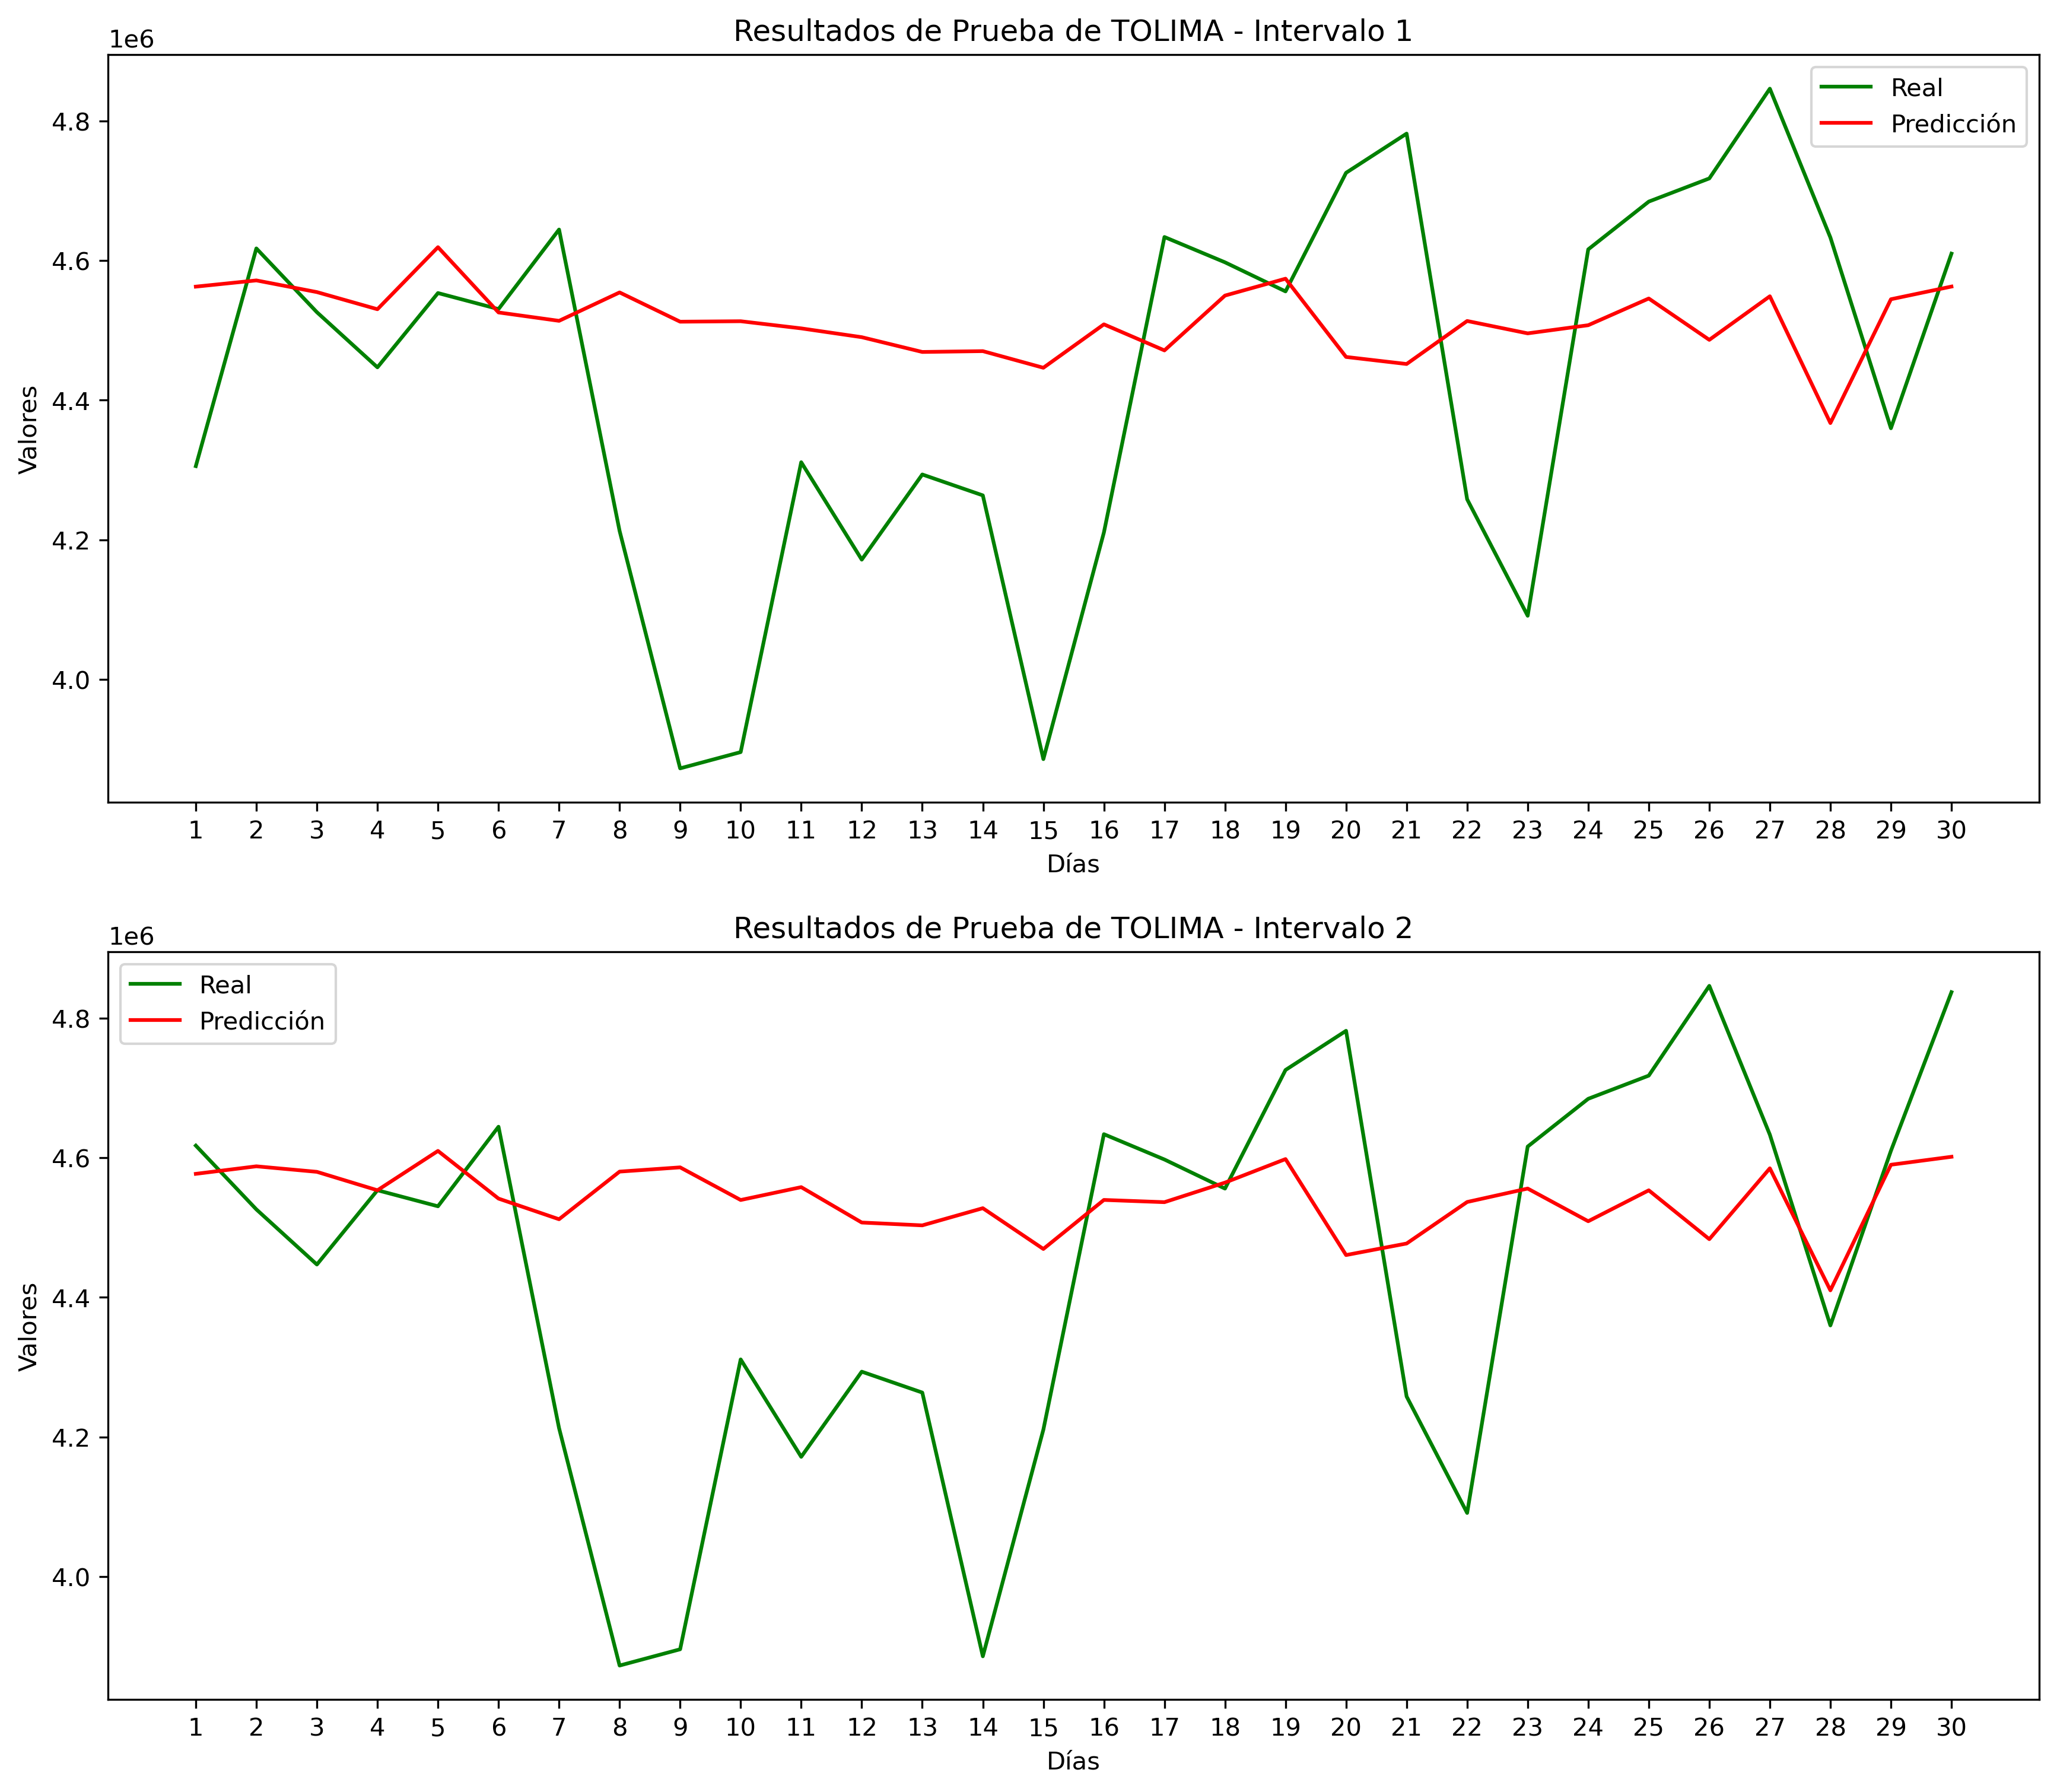 Resultados de Prueba de TOLIMA - Intervalo 1
1e6
Real
Predicción
4.8
4.6
4.4
4.2
4.0
Valores
1 2 3 4 5 6 7 8 9 10 11 12 13 14 15 16 17 18 19 20 21 22 23 24 25 26 27 28 29 30
Días
Resultados de Prueba de TOLIMA - Intervalo 2
1e6
Real
Predicción
4.8
4.6
4.4
4.2
4.0
Valores
1 2 3 4 5 6 7 8 9 10 11 12 13 14 15 16 17 18 19 20 21 22 23 24 25 26 27 28 29 30
Días